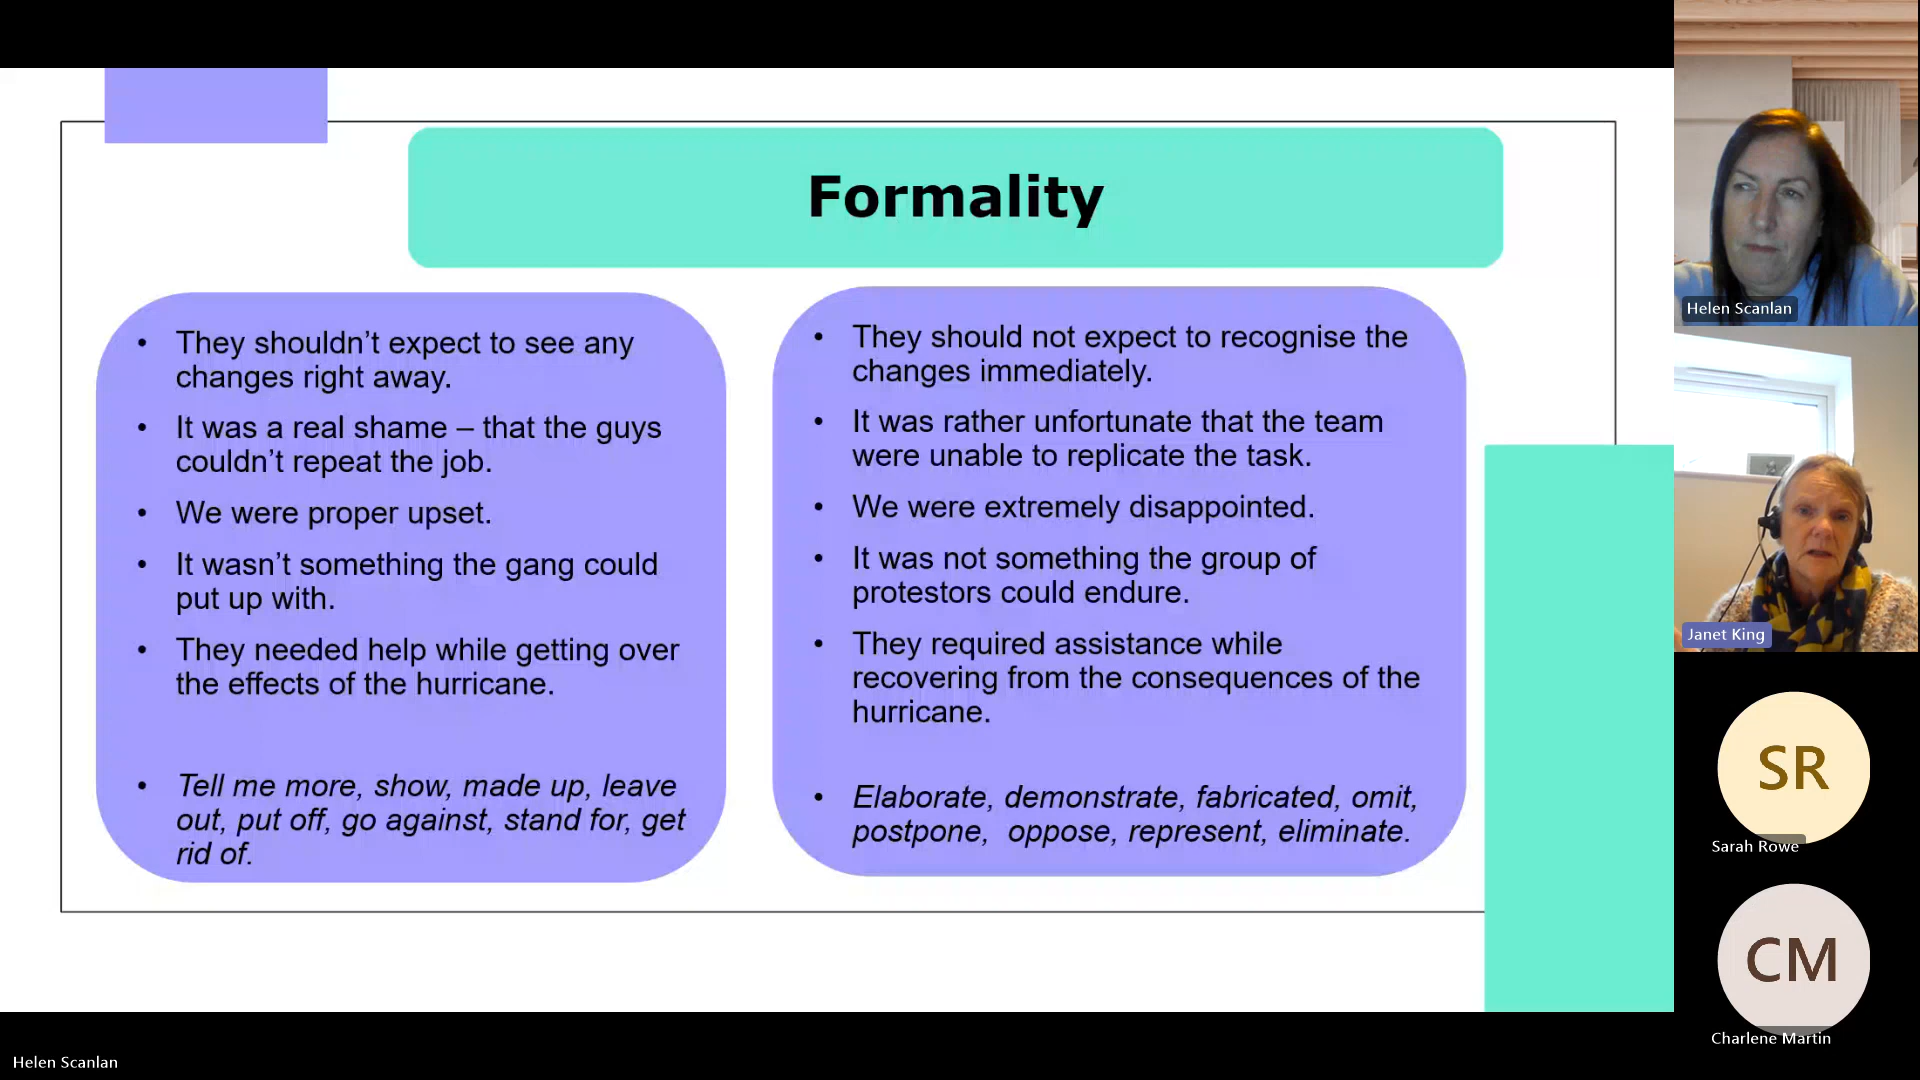 Formality
• They shouldn’t expect to see any
changes right away.
• It was a real shame – that the guys
couldn’t repeat the job.
• We were proper upset.
• It wasn’t something the gang could
put up with.
• They needed help while getting over
the effects of the hurricane.
• Tell me more, show, made up, leave
out, put off, go against, stand for, get
rid of.
• They should not expect to recognise the
changes immediately.
• It was rather unfortunate that the team
were unable to replicate the task.
• We were extremely disappointed.
• It was not something the group of
protestors could endure.
• They required assistance while
recovering from the consequences of the
hurricane.
• Elaborate, demonstrate, fabricated, omit,
postpone, oppose, represent, eliminate.
Helen Scanlan
Janet King
SR
Sarah Rowe
CM
Charlene Martin
Helen Scanlan